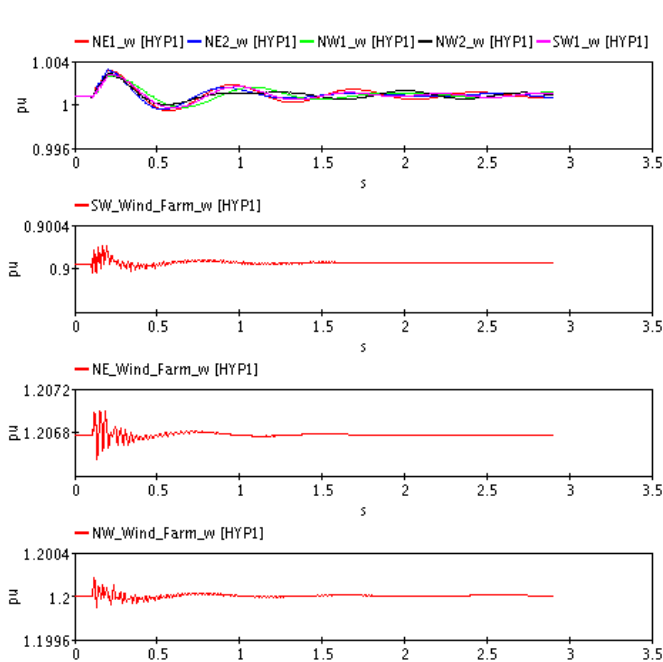 NE1_w [HYP1] NE2_w [HYP1] NW1_w [HYP1] NW2_w [HYP1] SW1_w [HYP1]
1.004
1
0.996
pu
0 0.5 1 1.5 2 2.5 3 3.5
s
SW_Wind_Farm_w [HYP1]
0.9004
0.9
pu
0 0.5 1 1.5 2 2.5 3 3.5
s
NE_Wind_Farm_w [HYP1]
1.2072
1.2068
pu
0 0.5 1 1.5 2 2.5 3 3.5
s
NW_Wind_Farm_w [HYP1]
1.2004
1.2
1.1996
pu
0 0.5 1 1.5 2 2.5 3 3.5